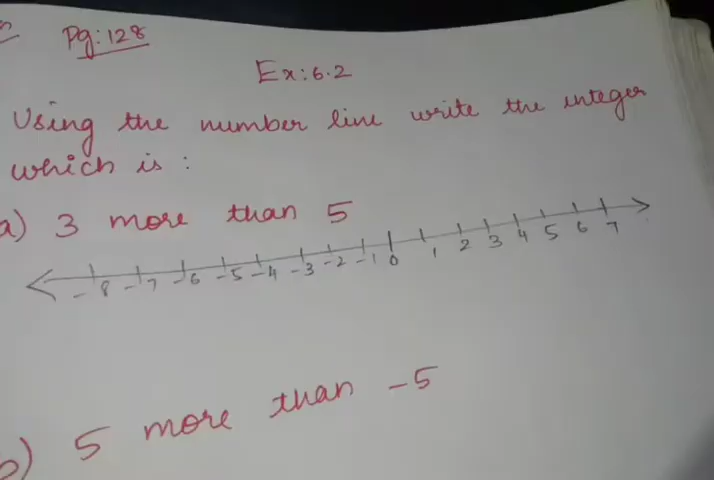 Pg: 128
Ex: 6.2
Using the number line write the integer
which is :
a) 3 more than 5
-8 -7 -6 -5 -4 -3 -2 -1 0 1 2 3 4 5 6 7
b) 5 more than -5